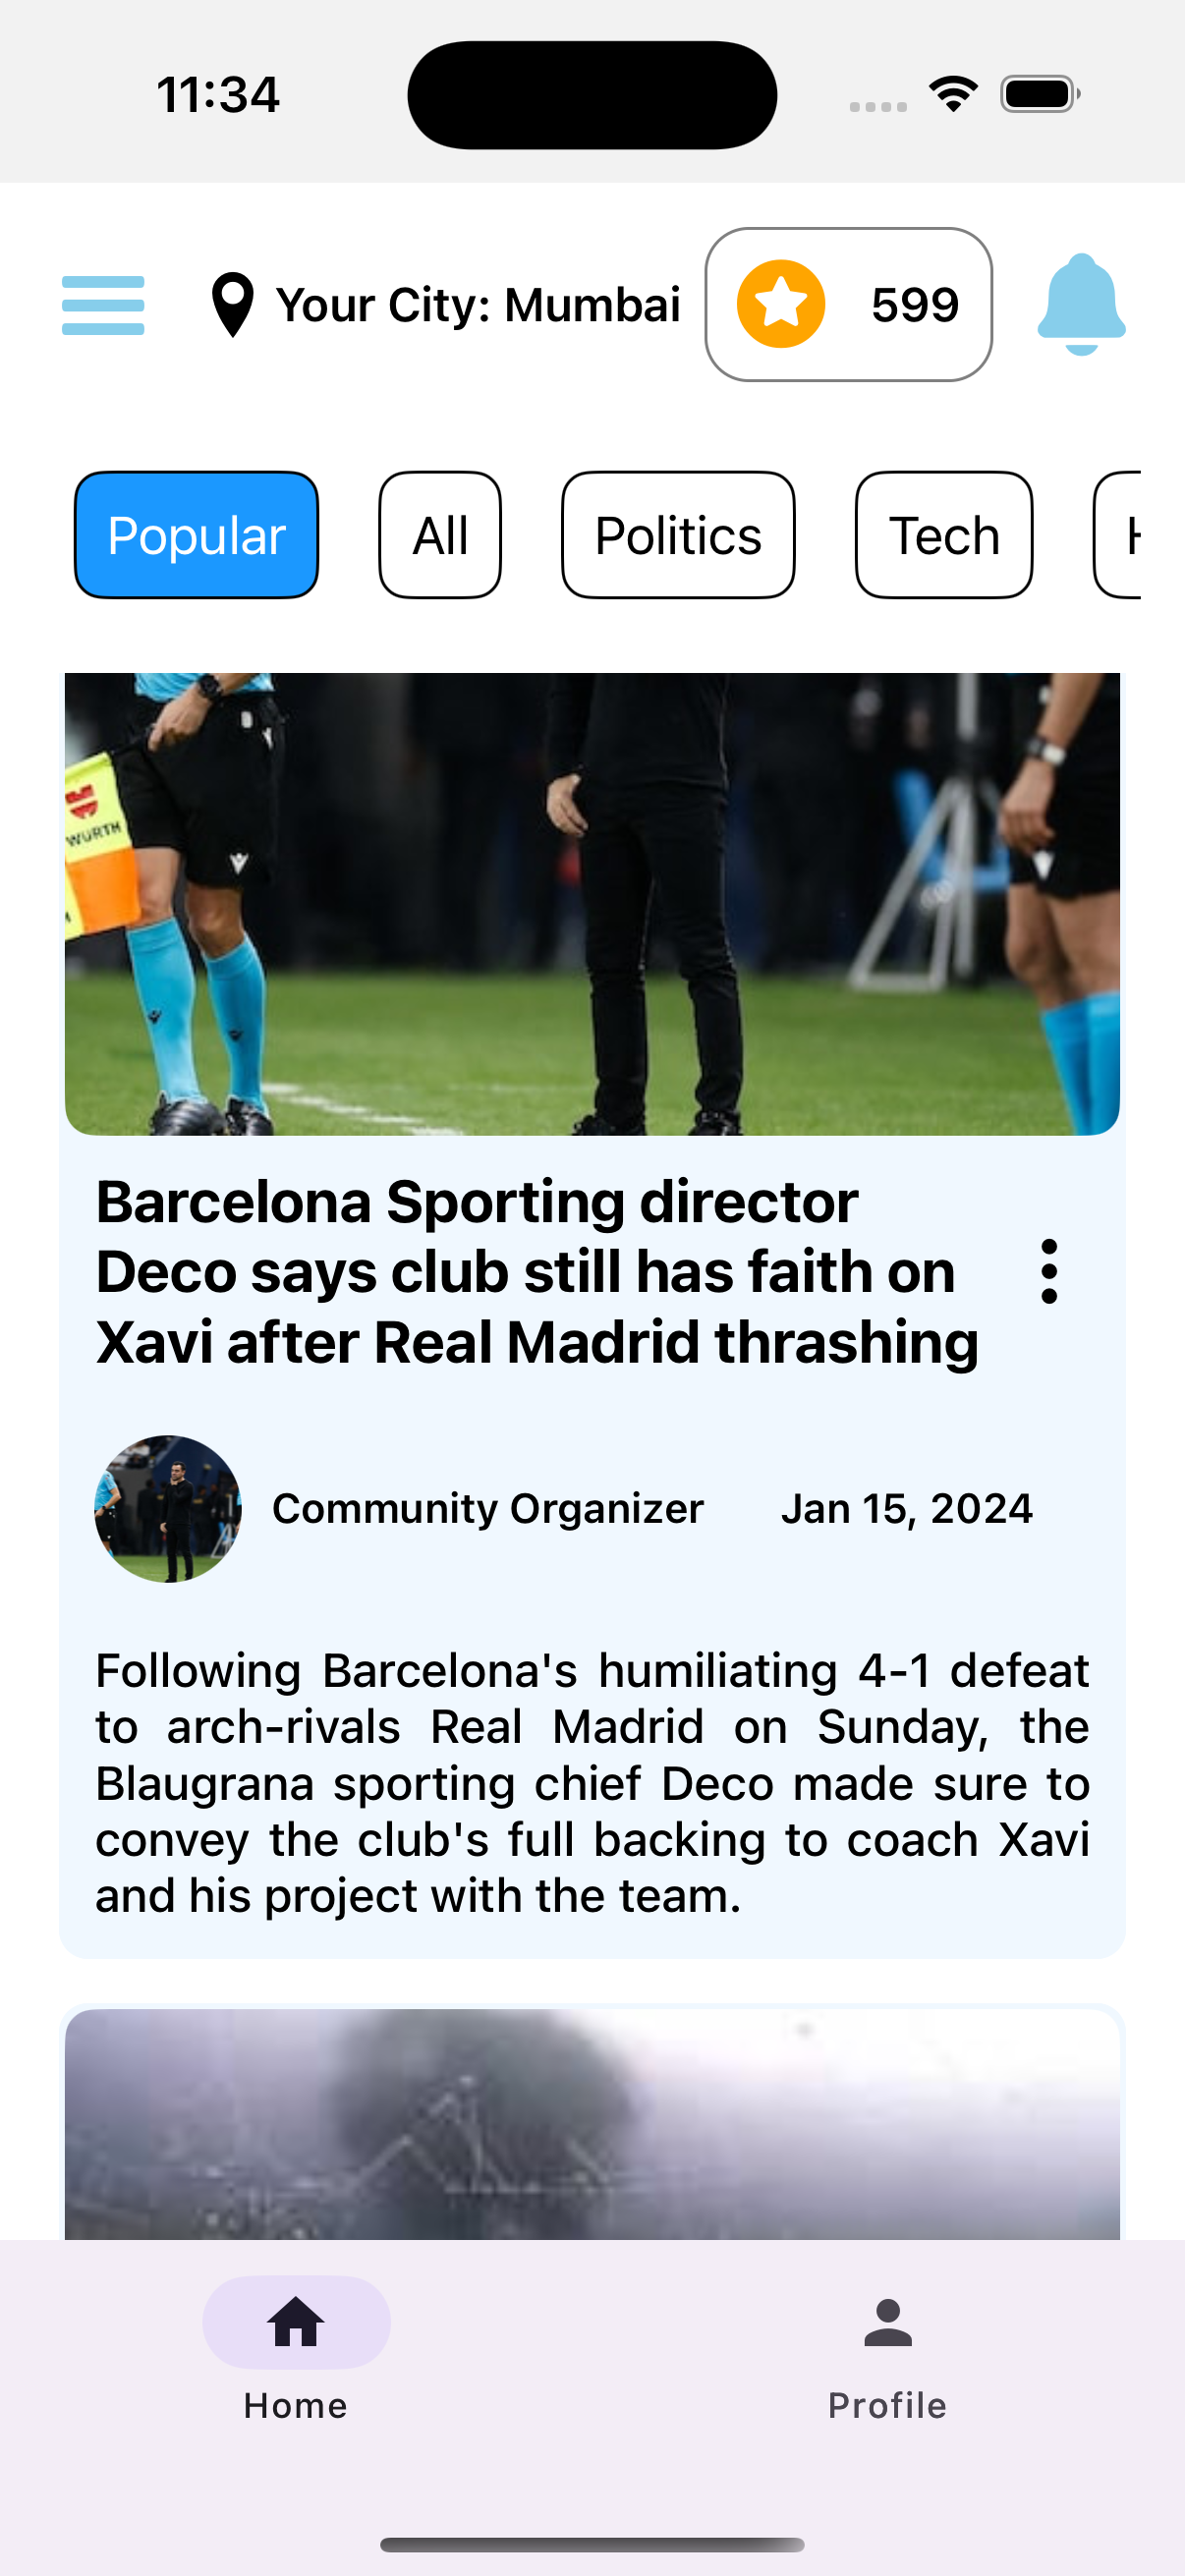 11:34
Your City: Mumbai
599
Popular
All
Politics
Tech
WURTH
Barcelona Sporting director
Deco says club still has faith on
Xavi after Real Madrid thrashing
Community Organizer
Jan 15, 2024
Following Barcelona's humiliating 4-1 defeat
to arch-rivals Real Madrid on Sunday, the
Blaugrana sporting chief Deco made sure to
convey the club's full backing to coach Xavi
and his project with the team.
Home
Profile